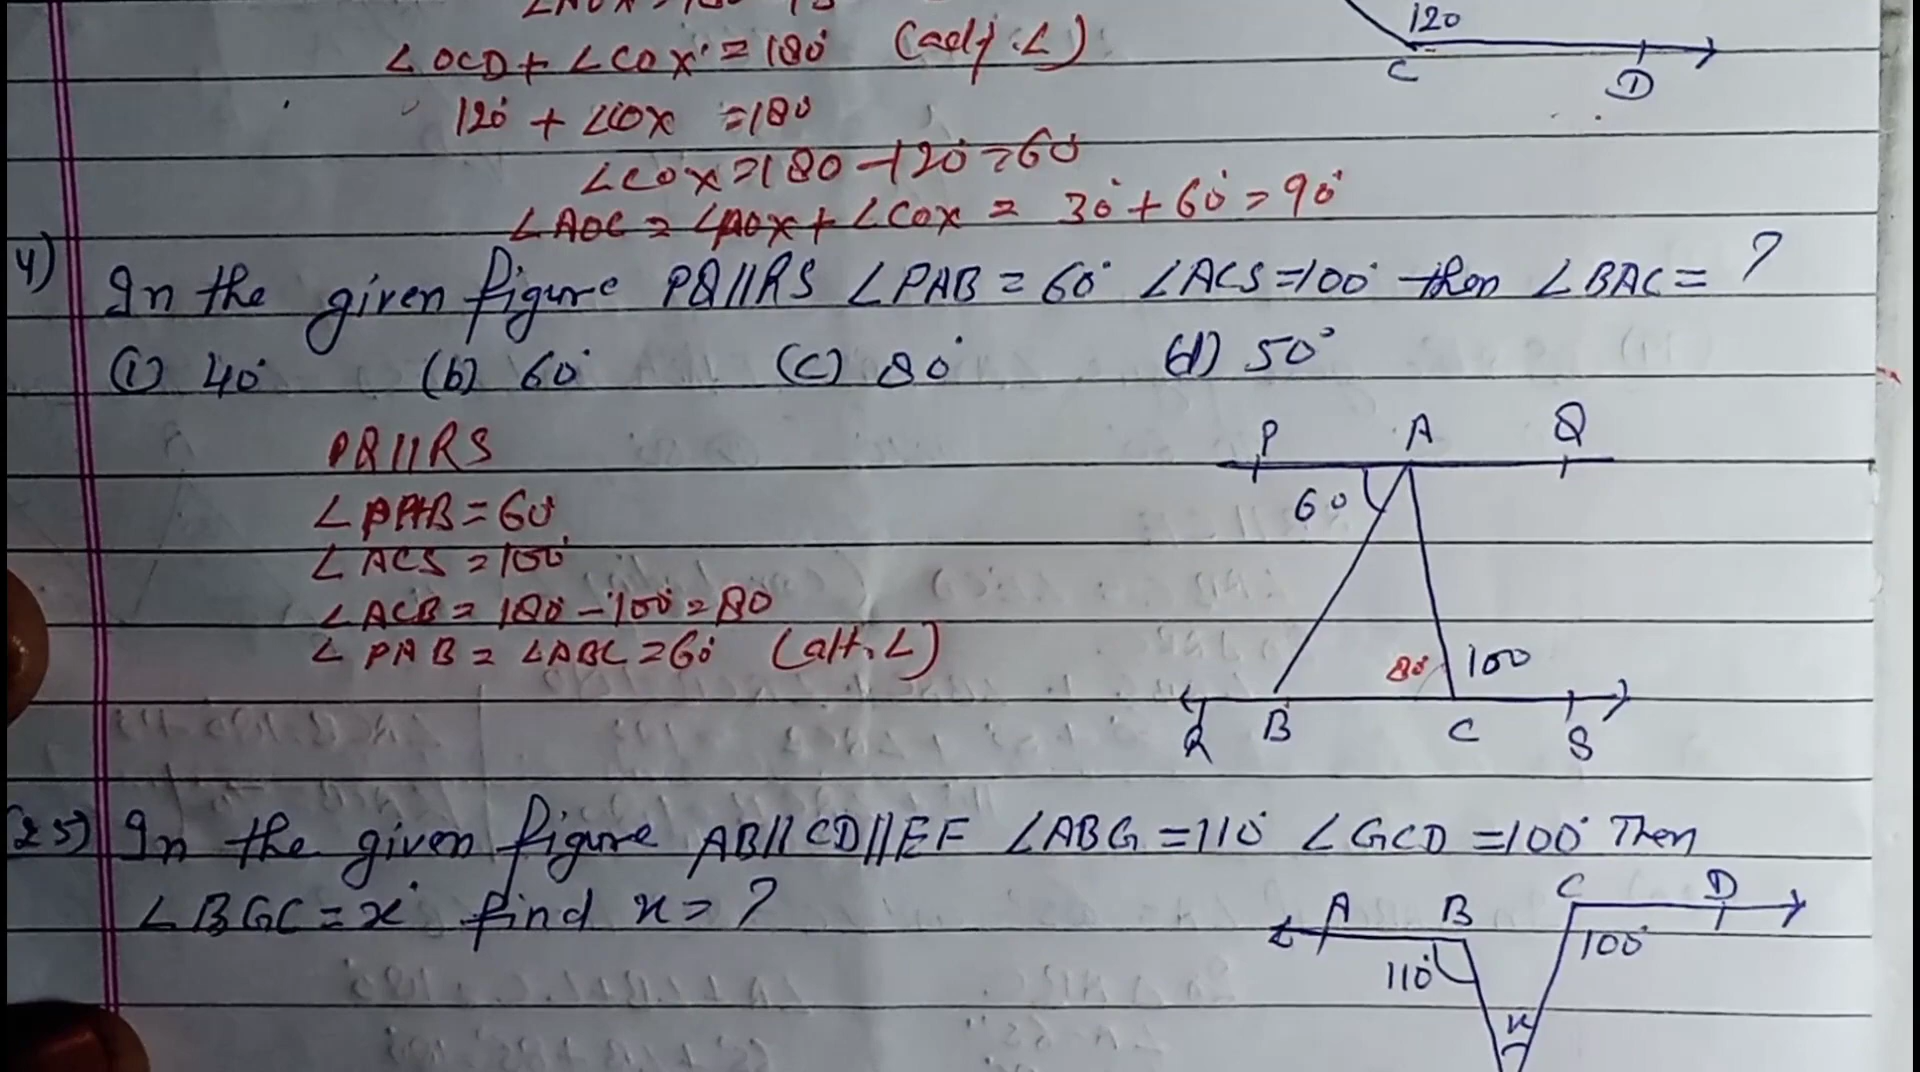 ∠OCD + ∠COX = 180° (adj. ∠)
120° + ∠COX = 180
∠COX = 180 - 120 = 60
∠AOC = ∠AOX + ∠COX = 30° + 60° = 90°
120
C D
4) In the given figure PQ//RS ∠PAB = 60° ∠ACS = 100° then ∠BAC = ?
40° (b) 60° (c) 80° (d) 50°
PQ//RS
∠PAB = 60
∠ACS = 100
∠ACB = 180 - 100 = 80
∠PAB = ∠ABC = 60° (alt. ∠)
P A Q
60
80 100
R B C S
25) In the given figure AB//CD//EF ∠ABG = 110° ∠GCD = 100° Then
∠BGC = x° find x = ?
A B C D
110° 100°
x